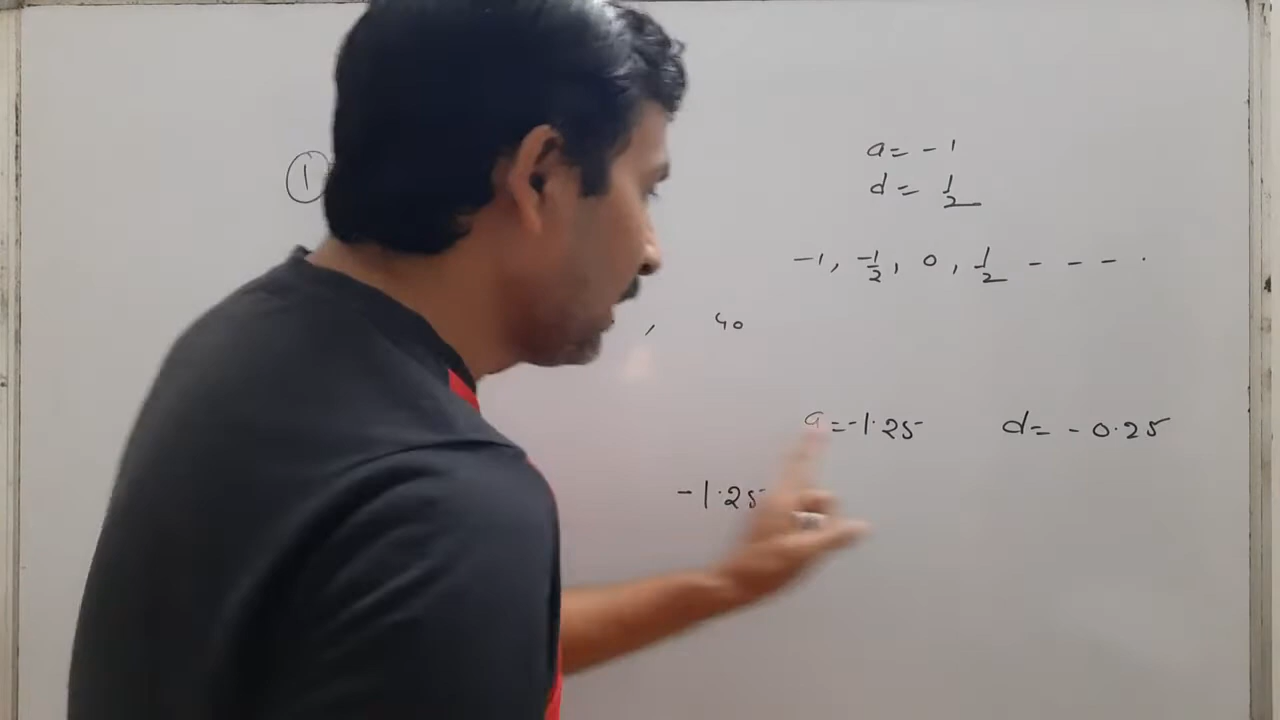 ①
a = -1
d = 1/2
-1, -1/2, 0, 1/2 - - - .
, 40
a = -1.25 d = -0.25
-1.25